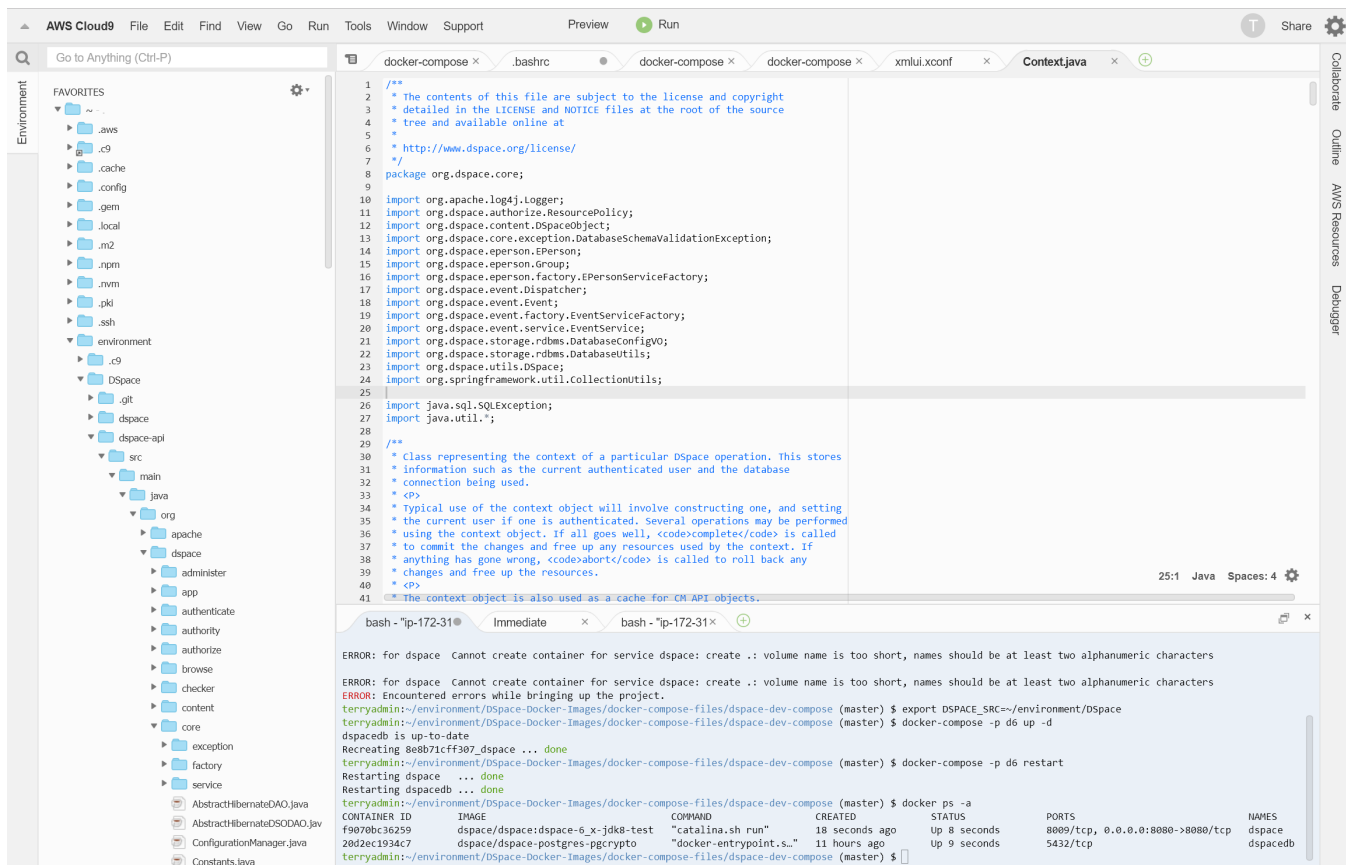 AWS Cloud9 File Edit Find View Go Run Tools Window Support Preview Run T Share
Go to Anything (Ctrl-P)
Environment
FAVORITES
~
.aws
.c9
.cache
.config
.gem
.local
.m2
.npm
.nvm
.pki
.ssh
environment
.c9
DSpace
.git
dspace
dspace-api
src
main
java
org
apache
dspace
administer
app
authenticate
authority
authorize
browse
checker
content
core
exception
factory
service
AbstractHibernateDAO.java
AbstractHibernateDSODAO.jav
ConfigurationManager.java
Constants.java
docker-compose × .bashrc docker-compose × docker-compose × xmlui.xconf × Context.java ×
1 /**
2 * The contents of this file are subject to the license and copyright
3 * detailed in the LICENSE and NOTICE files at the root of the source
4 * tree and available online at
5 *
6 * http://www.dspace.org/license/
7 */
8 package org.dspace.core;
9
10 import org.apache.log4j.Logger;
11 import org.dspace.authorize.ResourcePolicy;
12 import org.dspace.content.DSpaceObject;
13 import org.dspace.core.exception.DatabaseSchemaValidationException;
14 import org.dspace.eperson.EPerson;
15 import org.dspace.eperson.Group;
16 import org.dspace.eperson.factory.EPersonServiceFactory;
17 import org.dspace.event.Dispatcher;
18 import org.dspace.event.Event;
19 import org.dspace.event.factory.EventServiceFactory;
20 import org.dspace.event.service.EventService;
21 import org.dspace.storage.rdbms.DatabaseConfigVO;
22 import org.dspace.storage.rdbms.DatabaseUtils;
23 import org.dspace.utils.DSpace;
24 import org.springframework.util.CollectionUtils;
25
26 import java.sql.SQLException;
27 import java.util.*;
28
29 /**
30 * Class representing the context of a particular DSpace operation. This stores
31 * information such as the current authenticated user and the database
32 * connection being used.
33 * <P>
34 * Typical use of the context object will involve constructing one, and setting
35 * the current user if one is authenticated. Several operations may be performed
36 * using the context object. If all goes well, <code>complete</code> is called
37 * to commit the changes and free up any resources used by the context. If
38 * anything has gone wrong, <code>abort</code> is called to roll back any
39 * changes and free up the resources.
40 * <P>
41 * The context object is also used as a cache for CM API objects.
25:1 Java Spaces: 4
Collaborate
Outline
AWS Resources
Debugger
bash - "ip-172-31 Immediate × bash - "ip-172-31 ×
ERROR: for dspace Cannot create container for service dspace: create .: volume name is too short, names should be at least two alphanumeric characters
ERROR: for dspace Cannot create container for service dspace: create .: volume name is too short, names should be at least two alphanumeric characters
ERROR: Encountered errors while bringing up the project.
terryadmin:~/environment/DSpace-Docker-Images/docker-compose-files/dspace-dev-compose (master) $ export DSPACE_SRC=~/environment/DSpace
terryadmin:~/environment/DSpace-Docker-Images/docker-compose-files/dspace-dev-compose (master) $ docker-compose -p d6 up -d
dspacedb is up-to-date
Recreating 8e8b71cff307_dspace ... done
terryadmin:~/environment/DSpace-Docker-Images/docker-compose-files/dspace-dev-compose (master) $ docker-compose -p d6 restart
Restarting dspace ... done
Restarting dspacedb ... done
terryadmin:~/environment/DSpace-Docker-Images/docker-compose-files/dspace-dev-compose (master) $ docker ps -a
CONTAINER ID IMAGE COMMAND CREATED STATUS PORTS NAMES
f9070bc36259 dspace/dspace:dspace-6_x-jdk8-test "catalina.sh run" 18 seconds ago Up 8 seconds 8009/tcp, 0.0.0.0:8080->8080/tcp dspace
20d2ec1934c7 dspace/dspace-postgres-pgcrypto "docker-entrypoint.s…" 11 hours ago Up 9 seconds 5432/tcp dspacedb
terryadmin:~/environment/DSpace-Docker-Images/docker-compose-files/dspace-dev-compose (master) $